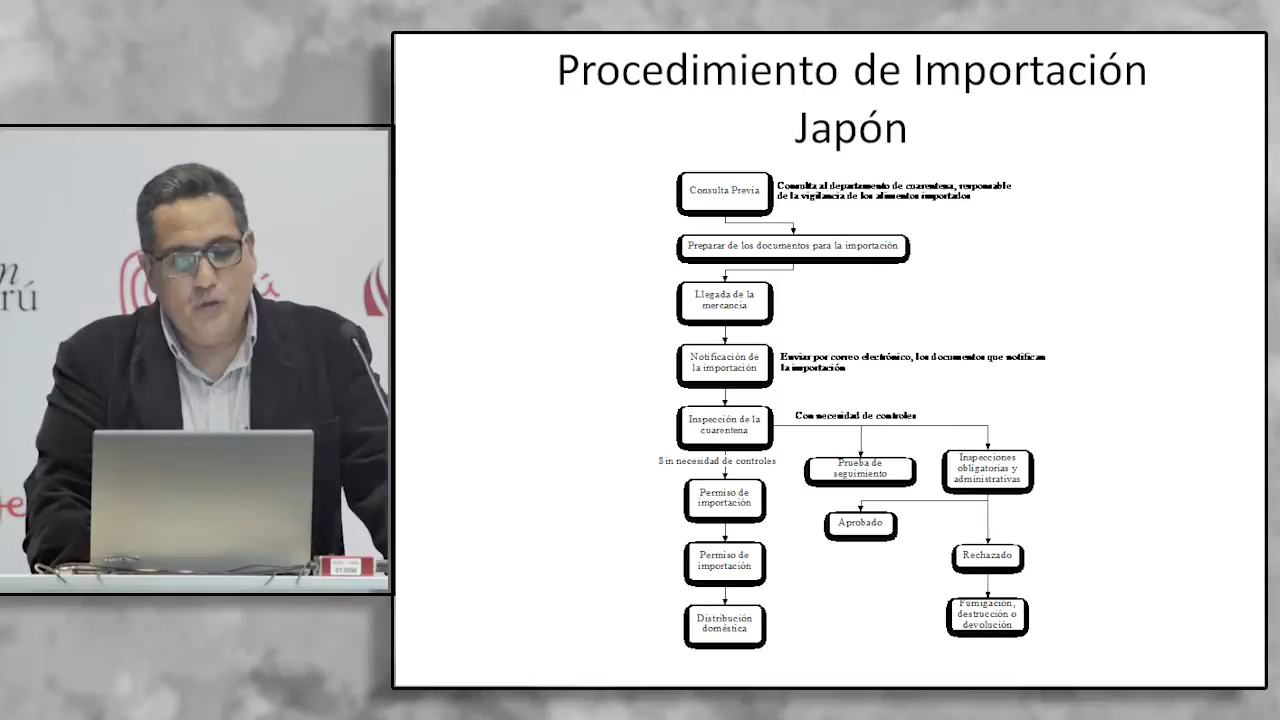 Procedimiento de Importación
Japón
Consulta Previa
Consulta al departamento de cuarentena, responsable
de la vigilancia de los alimentos importados
Preparar de los documentos para la importación
Llegada de la
mercancia
Notificación de
la importación
Enviar por correo electrónico, los documentos que notifican
la importación
Inspección de la
cuarentena
Con necesidad de controles
Sin necesidad de controles
Prueba de
seguimiento
Inspecciones
obligatorias y
administrativas
Permiso de
importación
Aprobado
Permiso de
importación
Rechazado
Distribución
doméstica
Fumigación,
destrucción o
devolución
rú